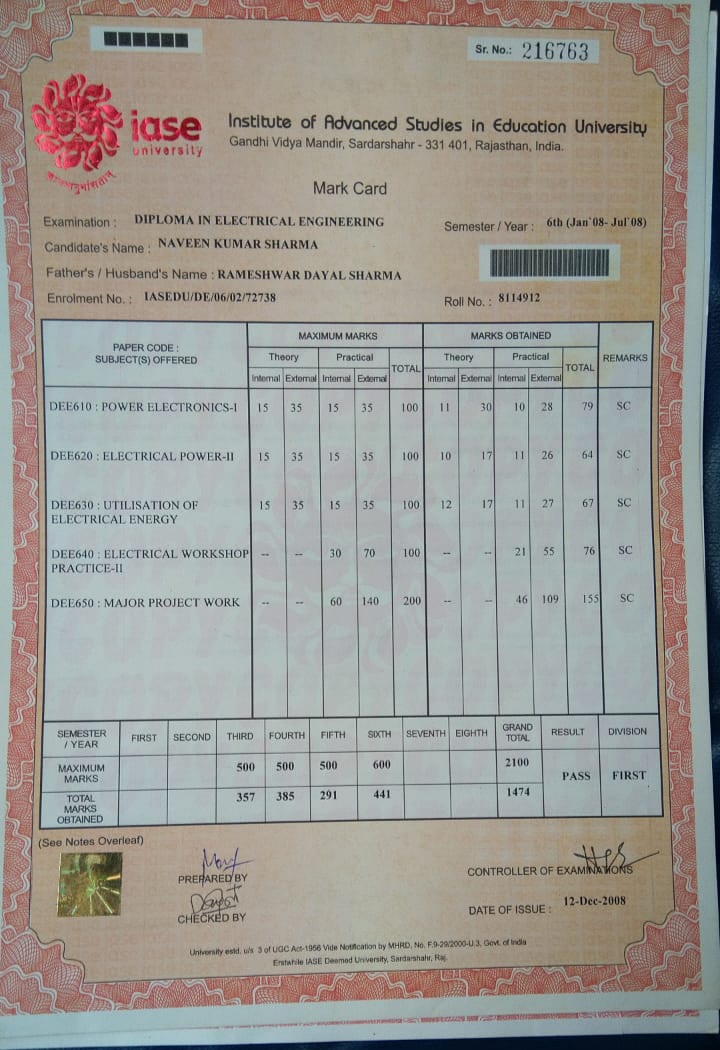 Sr. No.: 216763
iase
university
Institute of Advanced Studies in Education University
Gandhi Vidya Mandir, Sardarshahr - 331 401, Rajasthan, India.
Mark Card
Examination : DIPLOMA IN ELECTRICAL ENGINEERING
Semester / Year : 6th (Jan`08- Jul`08)
Candidate's Name : NAVEEN KUMAR SHARMA
Father's / Husband's Name : RAMESHWAR DAYAL SHARMA
Enrolment No. : IASEDU/DE/06/02/72738
Roll No. : 8114912
PAPER CODE : SUBJECT(S) OFFERED MAXIMUM MARKS MARKS OBTAINED REMARKS
Theory Practical TOTAL Theory Practical TOTAL
Internal External Internal External Internal External Internal External
DEE610 : POWER ELECTRONICS-I 15 35 15 35 100 11 30 10 28 79 SC
DEE620 : ELECTRICAL POWER-II 15 35 15 35 100 10 17 11 26 64 SC
DEE630 : UTILISATION OF 15 35 15 35 100 12 17 11 27 67 SC
ELECTRICAL ENERGY
DEE640 : ELECTRICAL WORKSHOP -- -- 30 70 100 -- -- 21 55 76 SC
PRACTICE-II
DEE650 : MAJOR PROJECT WORK -- -- 60 140 200 -- -- 46 109 155 SC
SEMESTER / YEAR FIRST SECOND THIRD FOURTH FIFTH SIXTH SEVENTH EIGHTH GRAND TOTAL RESULT DIVISION
MAXIMUM MARKS 500 500 500 600 2100 PASS FIRST
TOTAL MARKS OBTAINED 357 385 291 441 1474
(See Notes Overleaf)
PREPARED BY
CHECKED BY
CONTROLLER OF EXAMINATIONS
DATE OF ISSUE : 12-Dec-2008
University estd. u/s 3 of UGC Act-1956 Vide Notification by MHRD, No. F.9-29/2000-U.3, Govt. of India
Erstwhile IASE Deemed University, Sardarshahr, Raj.